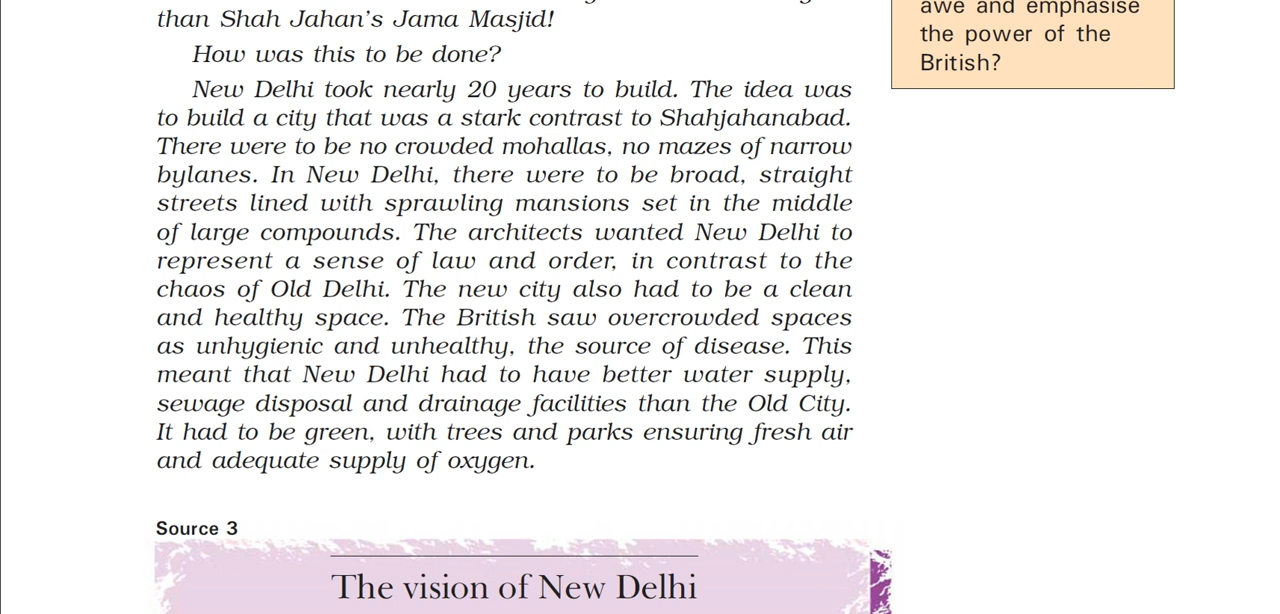 than Shah Jahan's Jama Masjid!
How was this to be done?
New Delhi took nearly 20 years to build. The idea was
to build a city that was a stark contrast to Shahjahanabad.
There were to be no crowded mohallas, no mazes of narrow
bylanes. In New Delhi, there were to be broad, straight
streets lined with sprawling mansions set in the middle
of large compounds. The architects wanted New Delhi to
represent a sense of law and order, in contrast to the
chaos of Old Delhi. The new city also had to be a clean
and healthy space. The British saw overcrowded spaces
as unhygienic and unhealthy, the source of disease. This
meant that New Delhi had to have better water supply,
sewage disposal and drainage facilities than the Old City.
It had to be green, with trees and parks ensuring fresh air
and adequate supply of oxygen.
awe and emphasise
the power of the
British?
Source 3
The vision of New Delhi